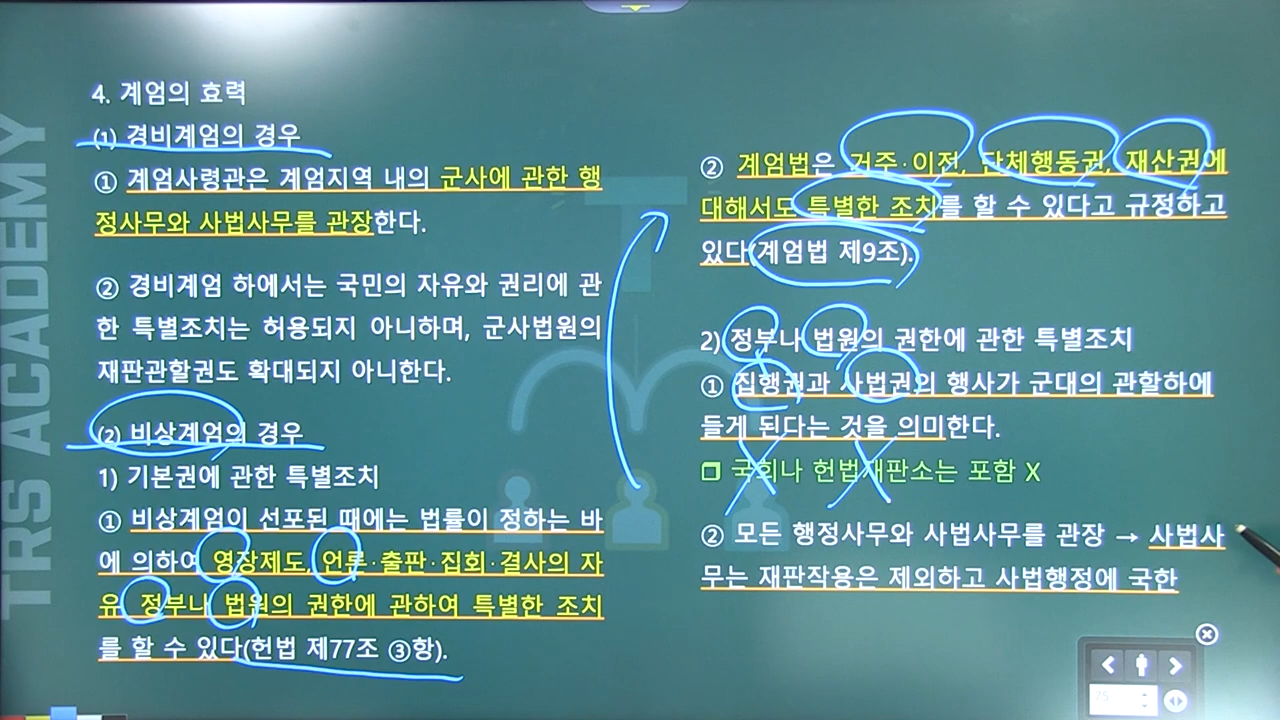 4. 계엄의 효력
(1) 경비계엄의 경우
① 계엄사령관은 계엄지역 내의 군사에 관한 행
정사무와 사법사무를 관장한다.
② 경비계엄 하에서는 국민의 자유와 권리에 관
한 특별조치는 허용되지 아니하며, 군사법원의
재판관할권도 확대되지 아니한다.
(2) 비상계엄의 경우
1) 기본권에 관한 특별조치
① 비상계엄이 선포된 때에는 법률이 정하는 바
에 의하여 영장제도, 언론·출판·집회·결사의 자
유, 정부나 법원의 권한에 관하여 특별한 조치
를 할 수 있다(헌법 제77조 ③항).
② 계엄법은 거주·이전, 단체행동권, 재산권에
대해서도 특별한 조치를 할 수 있다고 규정하고
있다(계엄법 제9조).
2) 정부나 법원의 권한에 관한 특별조치
① 집행권과 사법권의 행사가 군대의 관할하에
들게 된다는 것을 의미한다.
❒ 국회나 헌법재판소는 포함 X
② 모든 행정사무와 사법사무를 관장 → 사법사
무는 재판작용은 제외하고 사법행정에 국한
TRS ACADEMY
75